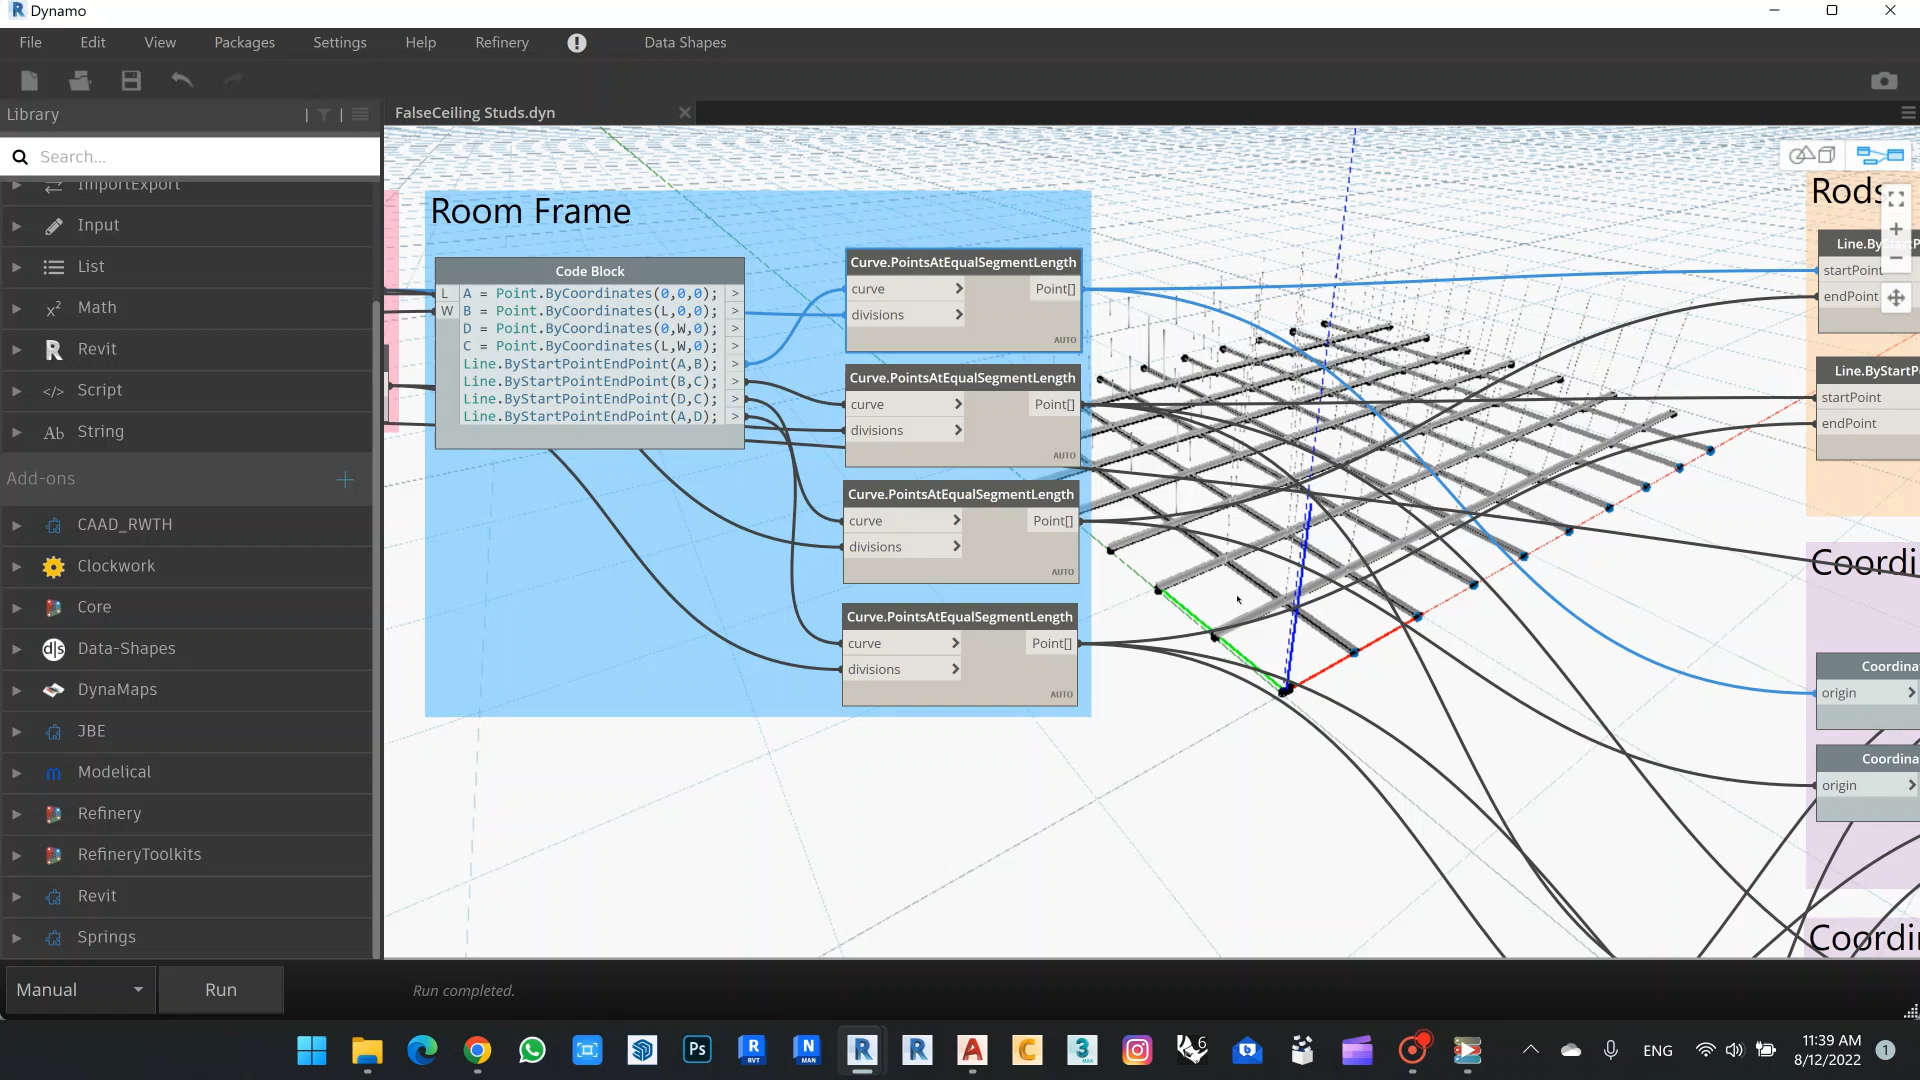 Dynamo
File Edit View Packages Settings Help Refinery Data Shapes
Library
FalseCeiling Studs.dyn
Search...
ImportExport
Input
List
Math
Revit
Script
String
Add-ons
CAAD_RWTH
Clockwork
Core
Data-Shapes
DynaMaps
JBE
Modelical
Refinery
RefineryToolkits
Revit
Springs
Manual
Run
Run completed.
Room Frame
Code Block
L
W
A = Point.ByCoordinates(0,0,0); >
B = Point.ByCoordinates(L,0,0); >
D = Point.ByCoordinates(0,W,0); >
C = Point.ByCoordinates(L,W,0); >
Line.ByStartPointEndPoint(A,B); >
Line.ByStartPointEndPoint(B,C); >
Line.ByStartPointEndPoint(D,C); >
Line.ByStartPointEndPoint(A,D); >
Curve.PointsAtEqualSegmentLength
curve > Point[]
divisions >
AUTO
Curve.PointsAtEqualSegmentLength
curve > Point[]
divisions >
AUTO
Curve.PointsAtEqualSegmentLength
curve > Point[]
divisions >
AUTO
Curve.PointsAtEqualSegmentLength
curve > Point[]
divisions >
AUTO
Rods
Line.ByStartP
startPoint
endPoint
Line.ByStartP
startPoint
endPoint
Coordi
Coordina
origin >
Coordina
origin >
Coordi
ENG
11:39 AM
8/12/2022
1